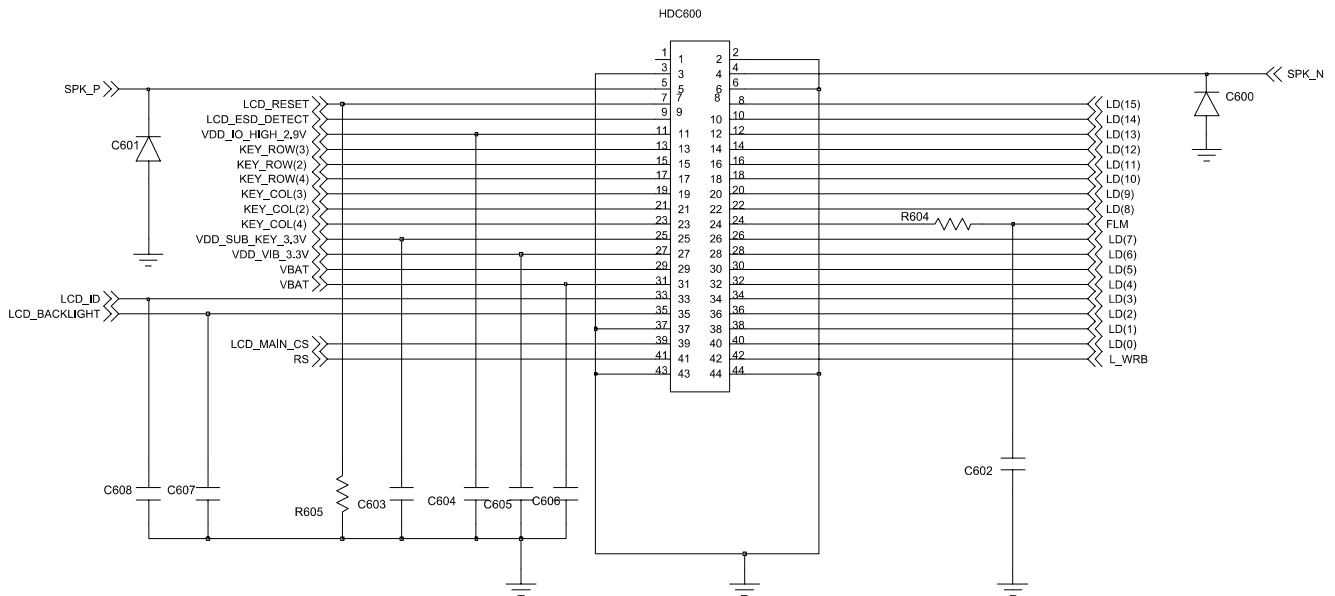 HDC600
1 1 2 2
3 3 4 4 SPK_N
SPK_P 5 5 6 6
C600
LCD_RESET 7 7 8 8 LD(15)
LCD_ESD_DETECT 9 9 10 10 LD(14)
VDD_IO_HIGH_2.9V 11 11 12 12 LD(13)
C601
KEY_ROW(3) 13 13 14 14 LD(12)
KEY_ROW(2) 15 15 16 16 LD(11)
KEY_ROW(4) 17 17 18 18 LD(10)
KEY_COL(3) 19 19 20 20 LD(9)
KEY_COL(2) 21 21 22 22 LD(8)
KEY_COL(4) 23 23 24 24 R604 FLM
VDD_SUB_KEY_3.3V 25 25 26 26 LD(7)
VDD_VIB_3.3V 27 27 28 28 LD(6)
VBAT 29 29 30 30 LD(5)
VBAT 31 31 32 32 LD(4)
LCD_ID 33 33 34 34 LD(3)
LCD_BACKLIGHT 35 35 36 36 LD(2)
37 37 38 38 LD(1)
LCD_MAIN_CS 39 39 40 40 LD(0)
RS 41 41 42 42 L_WRB
43 43 44 44
C602
C608 C607 R605 C603 C604 C605 C606